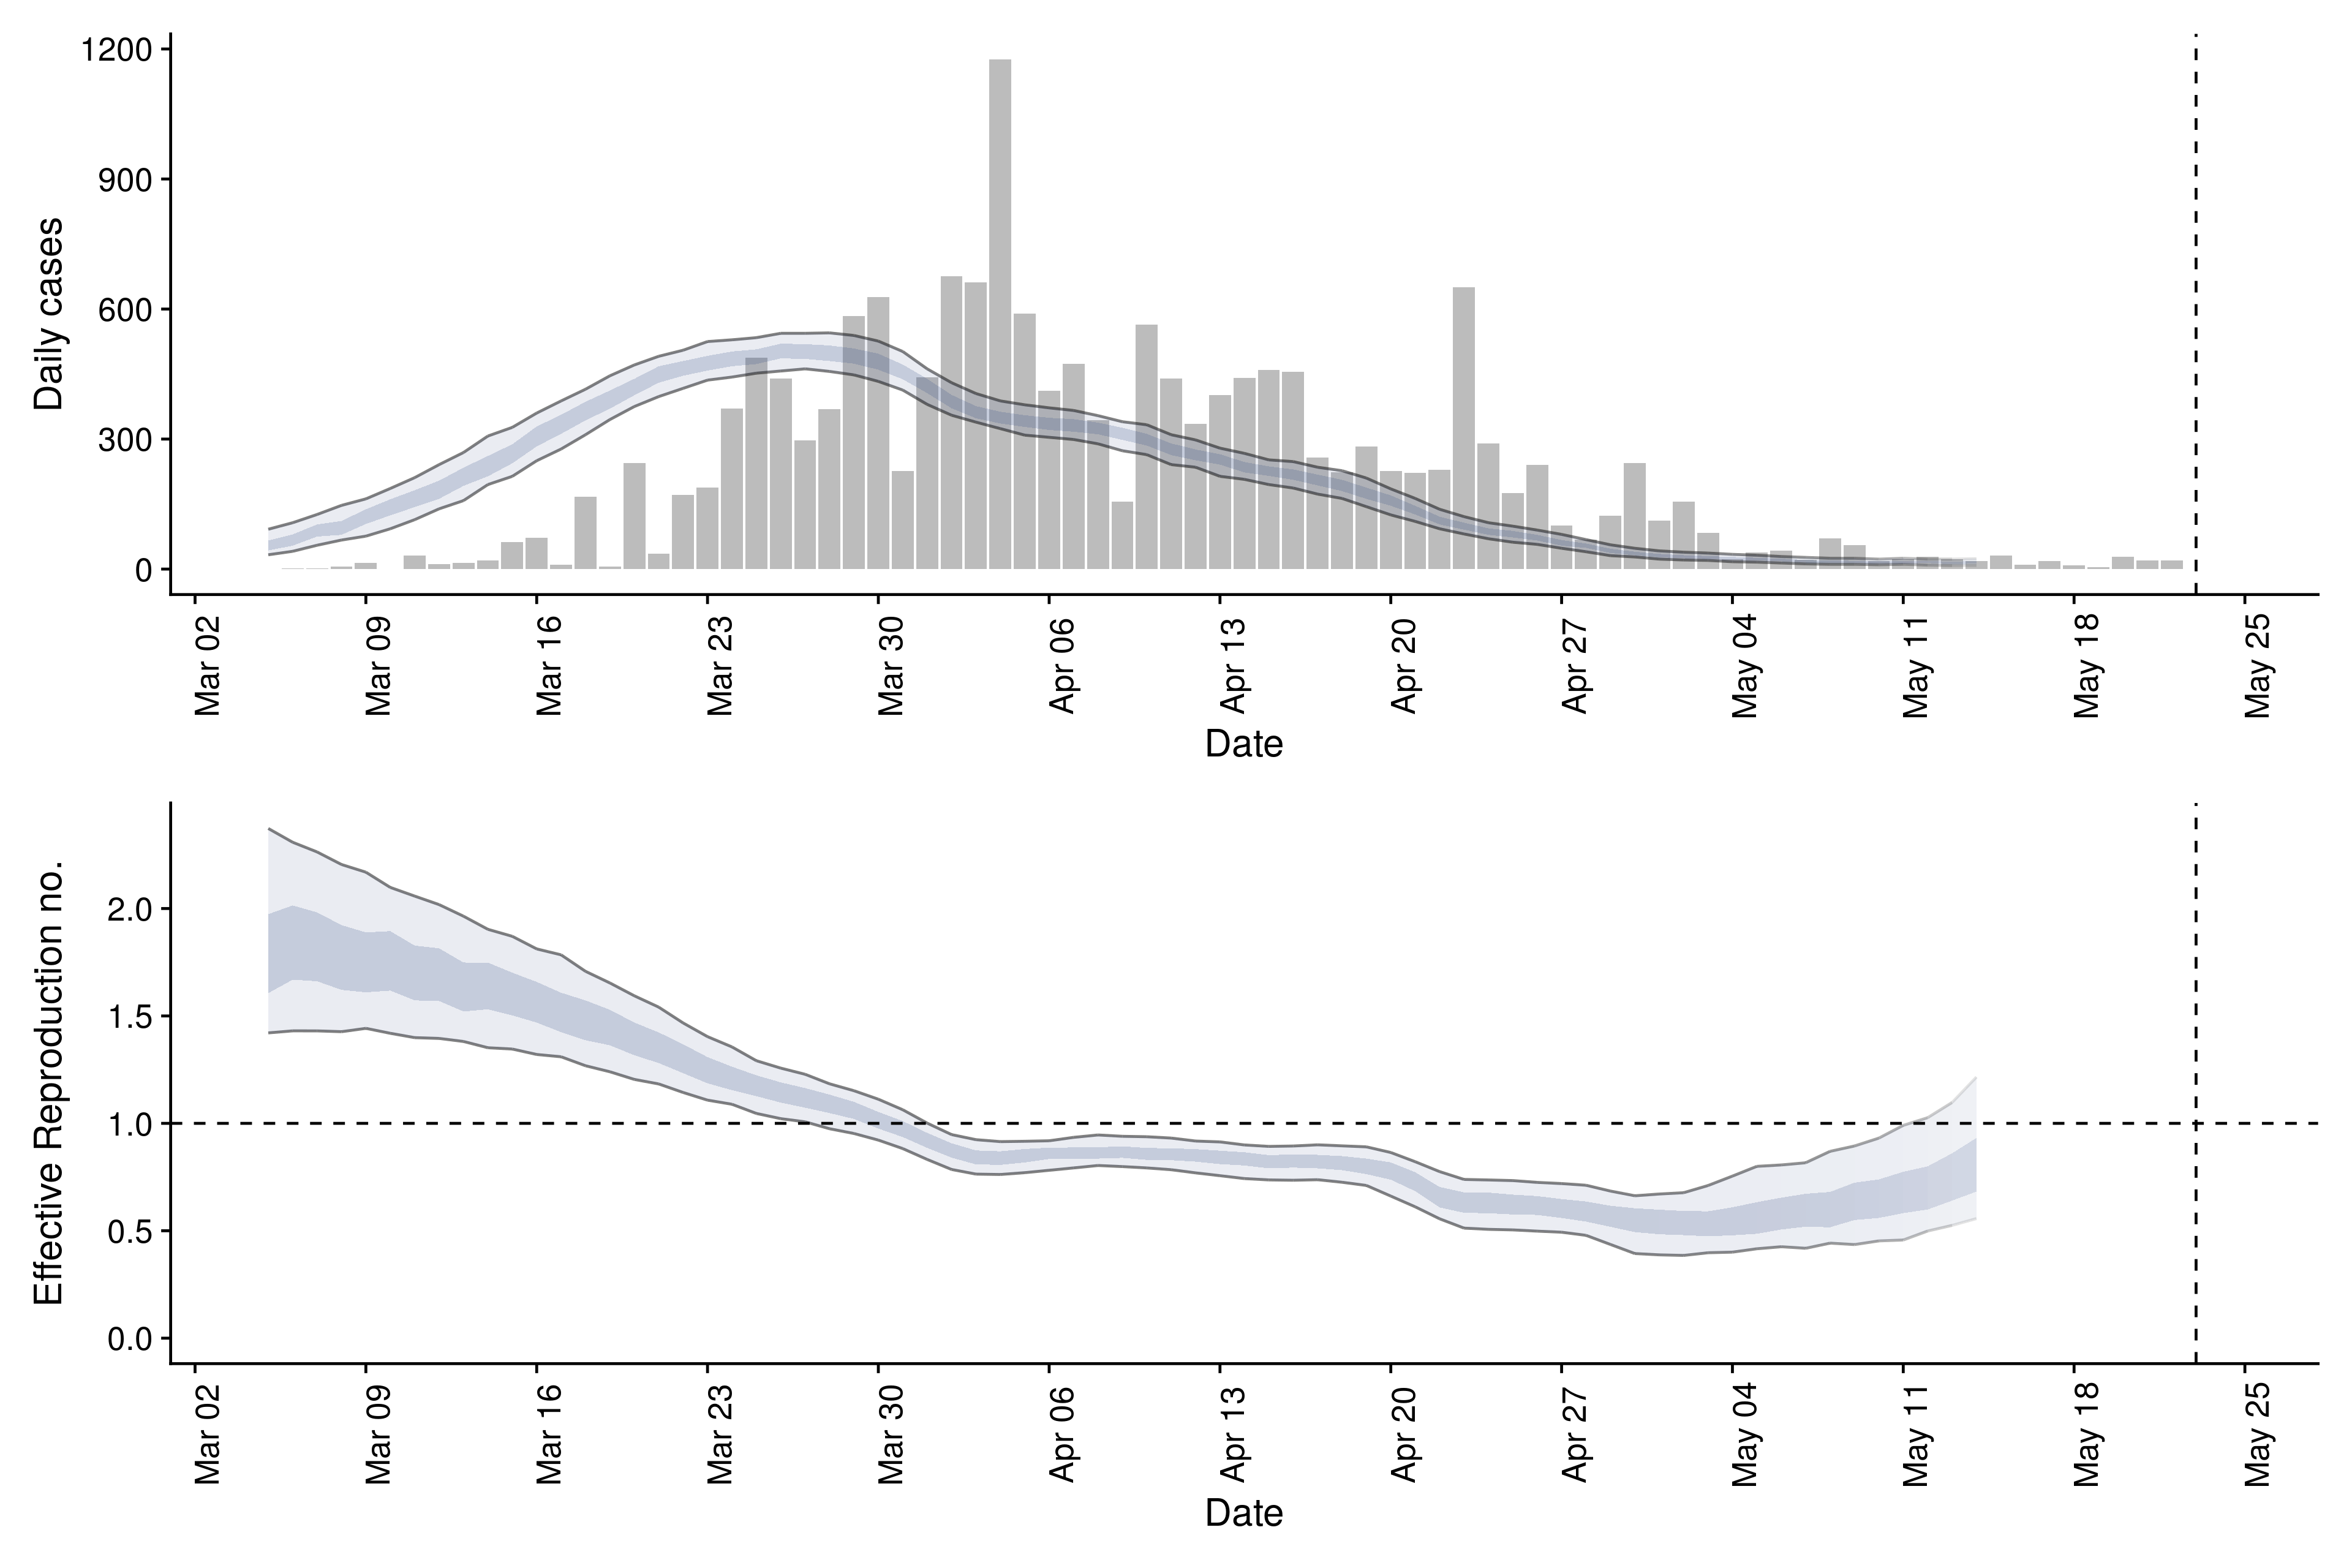 Daily cases
1200
900
600
300
0
Mar 02
Mar 09
Mar 16
Mar 23
Mar 30
Apr 06
Apr 13
Apr 20
Apr 27
May 04
May 11
May 18
May 25
Date
Effective Reproduction no.
2.0
1.5
1.0
0.5
0.0
Mar 02
Mar 09
Mar 16
Mar 23
Mar 30
Apr 06
Apr 13
Apr 20
Apr 27
May 04
May 11
May 18
May 25
Date